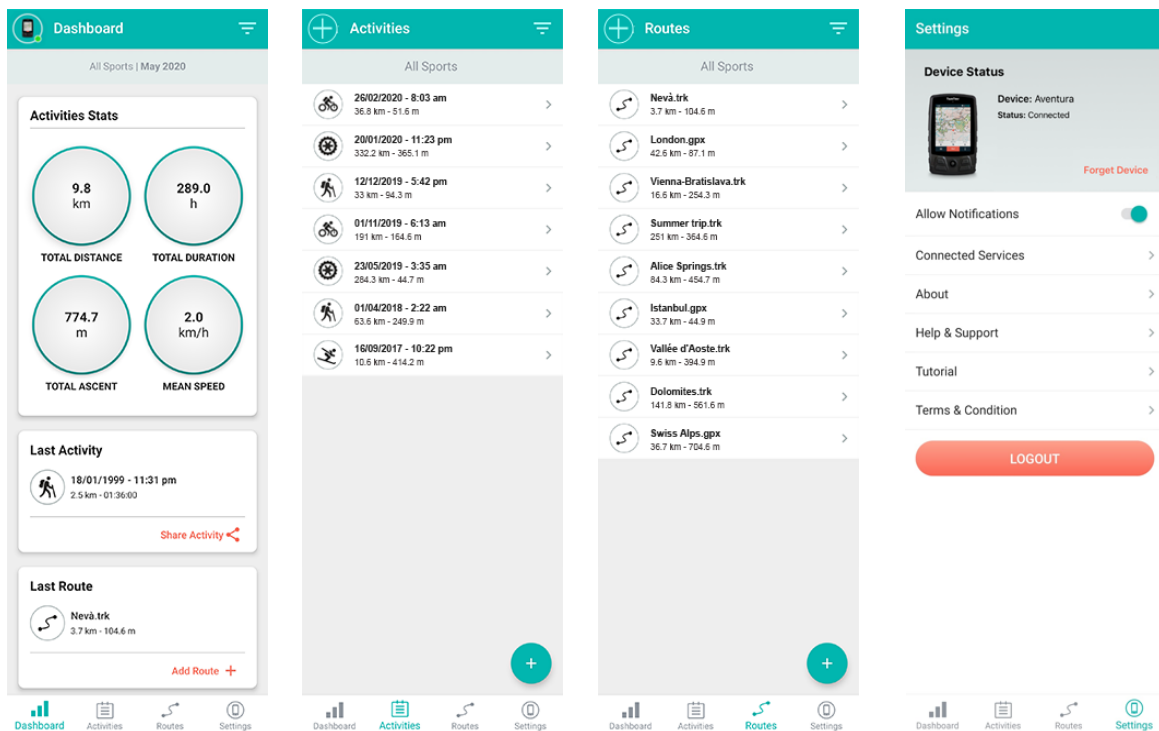 Dashboard
All Sports | May 2020
Activities Stats
9.8
km
289.0
h
TOTAL DISTANCE
TOTAL DURATION
774.7
m
2.0
km/h
TOTAL ASCENT
MEAN SPEED
Last Activity
18/01/1999 - 11:31 pm
2.5 km - 01:36:00
Share Activity
Last Route
Nevà.trk
3.7 km - 104.6 m
Add Route +
Dashboard
Activities
Routes
Settings
Activities
All Sports
26/02/2020 - 8:03 am
36.8 km - 51.6 m
20/01/2020 - 11:23 pm
332.2 km - 365.1 m
12/12/2019 - 5:42 pm
33 km - 94.3 m
01/11/2019 - 6:13 am
191 km - 164.6 m
23/05/2019 - 3:35 am
284.3 km - 44.7 m
01/04/2018 - 2:22 am
63.6 km - 249.9 m
16/09/2017 - 10:22 pm
10.6 km - 414.2 m
Dashboard
Activities
Routes
Settings
Routes
All Sports
Nevà.trk
3.7 km - 104.6 m
London.gpx
42.6 km - 87.1 m
Vienna-Bratislava.trk
16.6 km - 254.3 m
Summer trip.trk
251 km - 364.6 m
Alice Springs.trk
84.3 km - 454.7 m
Istanbul.gpx
33.7 km - 44.9 m
Vallée d'Aoste.trk
9.6 km - 394.9 m
Dolomites.trk
141.8 km - 561.6 m
Swiss Alps.gpx
36.7 km - 704.6 m
Dashboard
Activities
Routes
Settings
Settings
Device Status
Device: Aventura
Status: Connected
Forget Device
Allow Notifications
Connected Services
About
Help & Support
Tutorial
Terms & Condition
LOGOUT
Dashboard
Activities
Routes
Settings